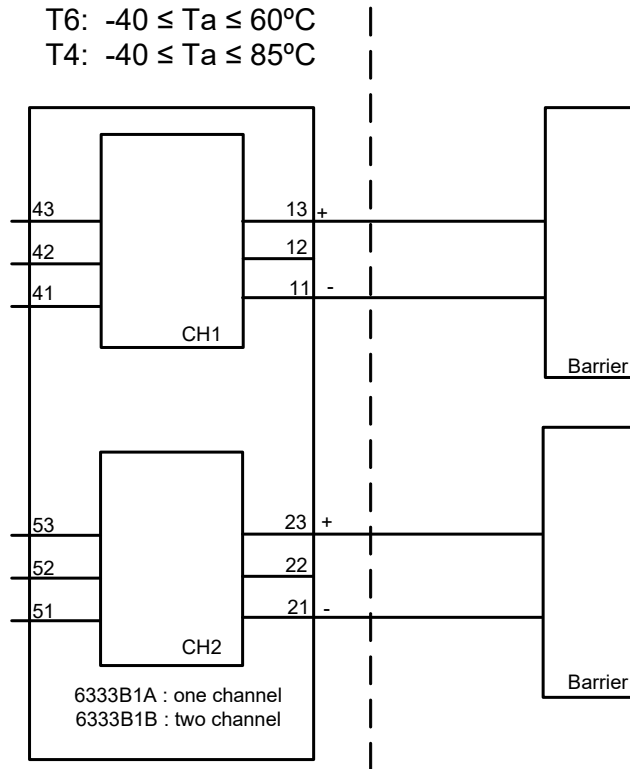 T6: -40 ≤ Ta ≤ 60ºC
T4: -40 ≤ Ta ≤ 85ºC
43 13 +
42 12
41 11 -
CH1
Barrier
53 23 +
52 22
51 21 -
CH2
Barrier
6333B1A : one channel
6333B1B : two channel